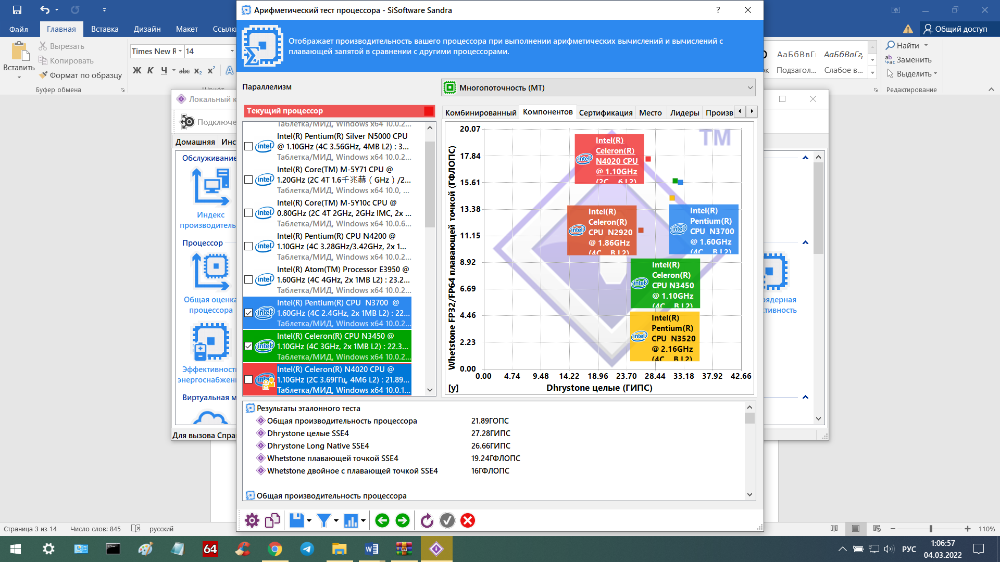 Файл
Главная
Вставка
Дизайн
Макет
Ссылк
Общий доступ
Вставить
Вырезать
Копировать
Формат по образцу
Буфер обмена
Times New R
14
Ж К Ч abc x₂ x²
АаБбВвГг
АаБбВвГг,
Подзагол...
Слабое в...
Найти
Заменить
Выделить
Редактирование
Локальный к
Подключе
Домашняя
Инс
Обслуживание
Индекс
производитель
Процессор
Общая оценка
процессора
Эффективность
энергоснабжен
Виртуальная м
Для вызова Спра
ядерная
тивность
Арифметический тест процессора - SiSoftware Sandra
?
Отображает производительность вашего процессора при выполнении арифметических вычислений и вычислений с
плавающей запятой в сравнении с другими процессорами.
Параллелизм
Многопоточность (MT)
Текущий процессор
Таблетка/МИД, Windows x64 10.0.2...
Intel(R) Pentium(R) Silver N5000 CPU
@ 1.10GHz (4C 3.56GHz, 4MB L2) : 3...
Таблетка/МИД, Windows x64 10.0.2...
Intel(R) Core(TM) M-5Y71 CPU @
1.20GHz (2C 4T 1.6千兆赫（GHz）/2...
Таблетка/МИД, Windows x64 10.0, ...
Intel(R) Core(TM) M-5Y10c CPU @
0.80GHz (2C 4T 2GHz, 2GHz IMC, 2x ...
Таблетка/МИД, Windows x64 10.0.6...
Intel(R) Pentium(R) CPU N4200 @
1.10GHz (4C 3.28GHz/3.42GHz, 2x 1...
Таблетка/МИД, Windows x64 10.0.2...
Intel(R) Atom(TM) Processor E3950 @
1.60GHz (4C 4GHz, 2x 1MB L2) : 23.2...
Таблетка/МИД, Windows x64 10.0.2...
Intel(R) Pentium(R) CPU N3700 @
1.60GHz (4C 2.4GHz, 2x 1MB L2) : 22...
Таблетка/МИД, Windows x64 10.0.2...
Intel(R) Celeron(R) CPU N3450 @
1.10GHz (4C 3GHz, 2x 1MB L2) : 22.3...
Таблетка/МИД, Windows x64 10.0.2...
Intel(R) Celeron(R) N4020 CPU @
1.10GHz (2C 3.69ГГц, 4Мб L2) : 21.89...
Таблетка/МИД, Windows x64 10.0.1...
Комбинированный
Компонентов
Сертификация
Место
Лидеры
Произв
TM
Whetstone FP32/FP64 плавающей точкой (ГФЛОПС)
20.07
17.84
15.61
13.38
11.15
8.92
6.69
4.46
2.23
0.00
0.00 4.74 9.48 14.22 18.96 23.70 28.44 33.18 37.92 42.66
[y]
Dhrystone целые (ГИПС)
Intel(R)
Celeron(R)
N4020 CPU
@ 1.10GHz
(2C ... 6 L2)
Intel(R)
Celeron(R)
CPU N2920
@ 1.86GHz
(4C ... B L2)
Intel(R)
Pentium(R)
CPU N3700
@ 1.60GHz
(4C ... B L2)
Intel(R)
Celeron(R)
CPU N3450
@ 1.10GHz
(4C ... B L2)
Intel(R)
Pentium(R)
CPU N3520
@ 2.16GHz
(4C ... B L2)
Результаты эталонного теста
Общая производительность процессора 21.89ГОПС
Dhrystone целые SSE4 27.28ГИПС
Dhrystone Long Native SSE4 26.66ГИПС
Whetstone плавающей точкой SSE4 19.24ГФЛОПС
Whetstone двойное с плавающей точкой SSE4 16ГФЛОПС
Общая производительность процессора
Страница 3 из 14
Число слов: 845
русский
110%
64
РУС
1:06:57
04.03.2022